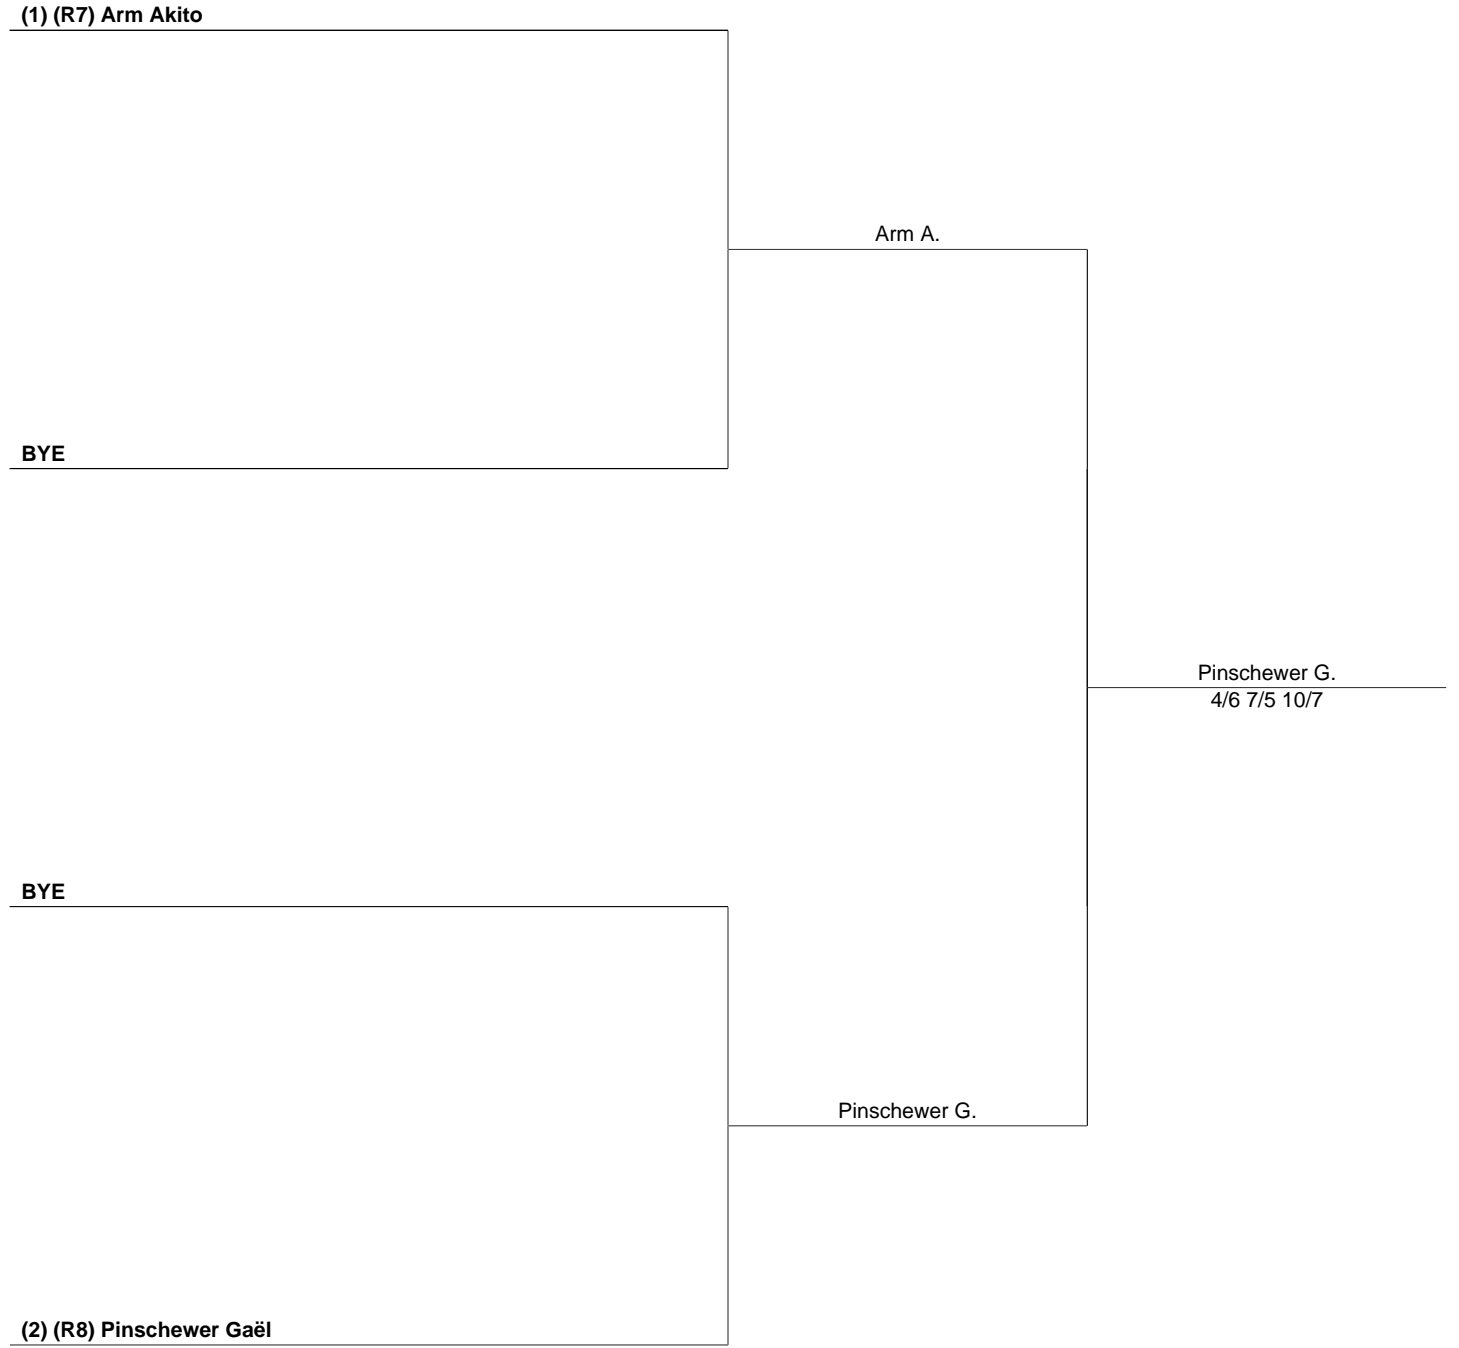 (1) (R7) Arm Akito
Arm A.
BYE
Pinschewer G.
4/6 7/5 10/7
BYE
Pinschewer G.
(2) (R8) Pinschewer Gaël